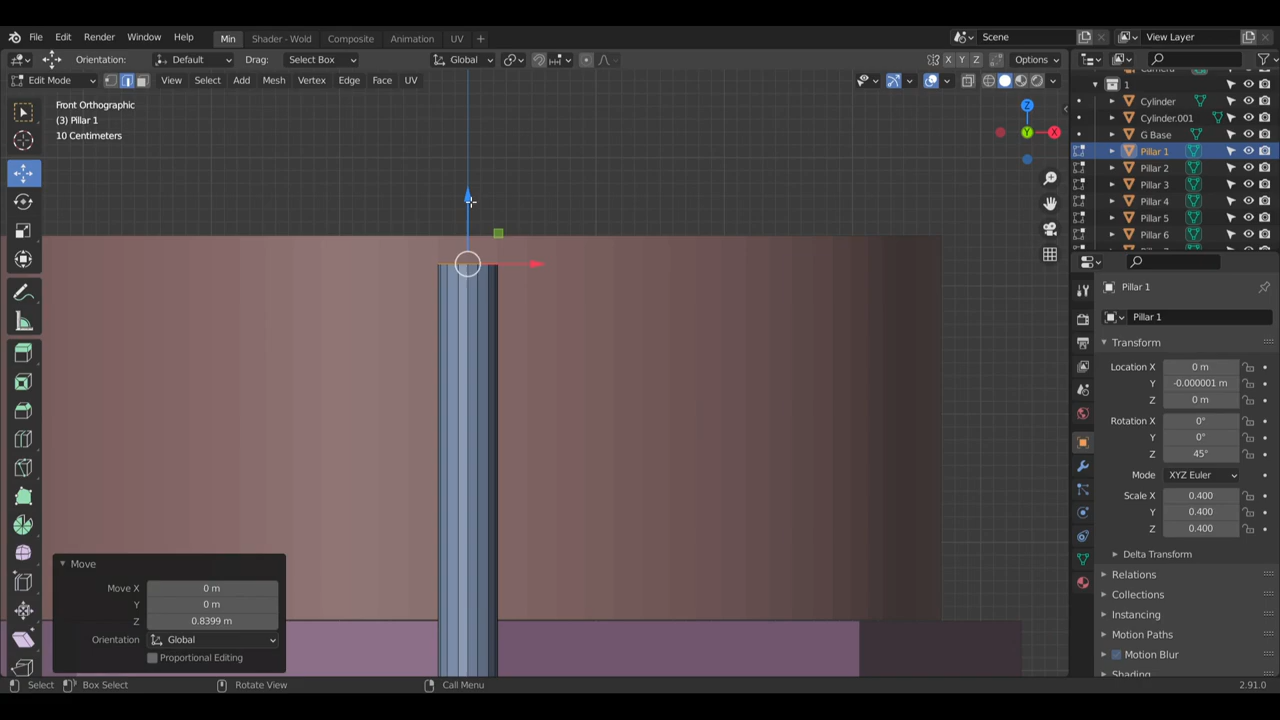 File Edit Render Window Help Min Shader - Wold Composite Animation UV Scene View Layer
Orientation: Default Drag: Select Box Global X Y Z Options
Edit Mode View Select Add Mesh Vertex Edge Face UV
Front Orthographic
(3) Pillar 1
10 Centimeters
Z
Y
X
Camera
1
Cylinder
Cylinder.001
G Base
Pillar 1
Pillar 2
Pillar 3
Pillar 4
Pillar 5
Pillar 6
Pillar 1
Pillar 1
Transform
Location X 0 m
Y -0.000001 m
Z 0 m
Rotation X 0°
Y 0°
Z 45°
Mode XYZ Euler
Scale X 0.400
Y 0.400
Z 0.400
Delta Transform
Relations
Collections
Instancing
Motion Paths
Motion Blur
Shading
Move
Move X 0 m
Y 0 m
Z 0.8399 m
Orientation Global
Proportional Editing
Select Box Select Rotate View Call Menu 2.91.0